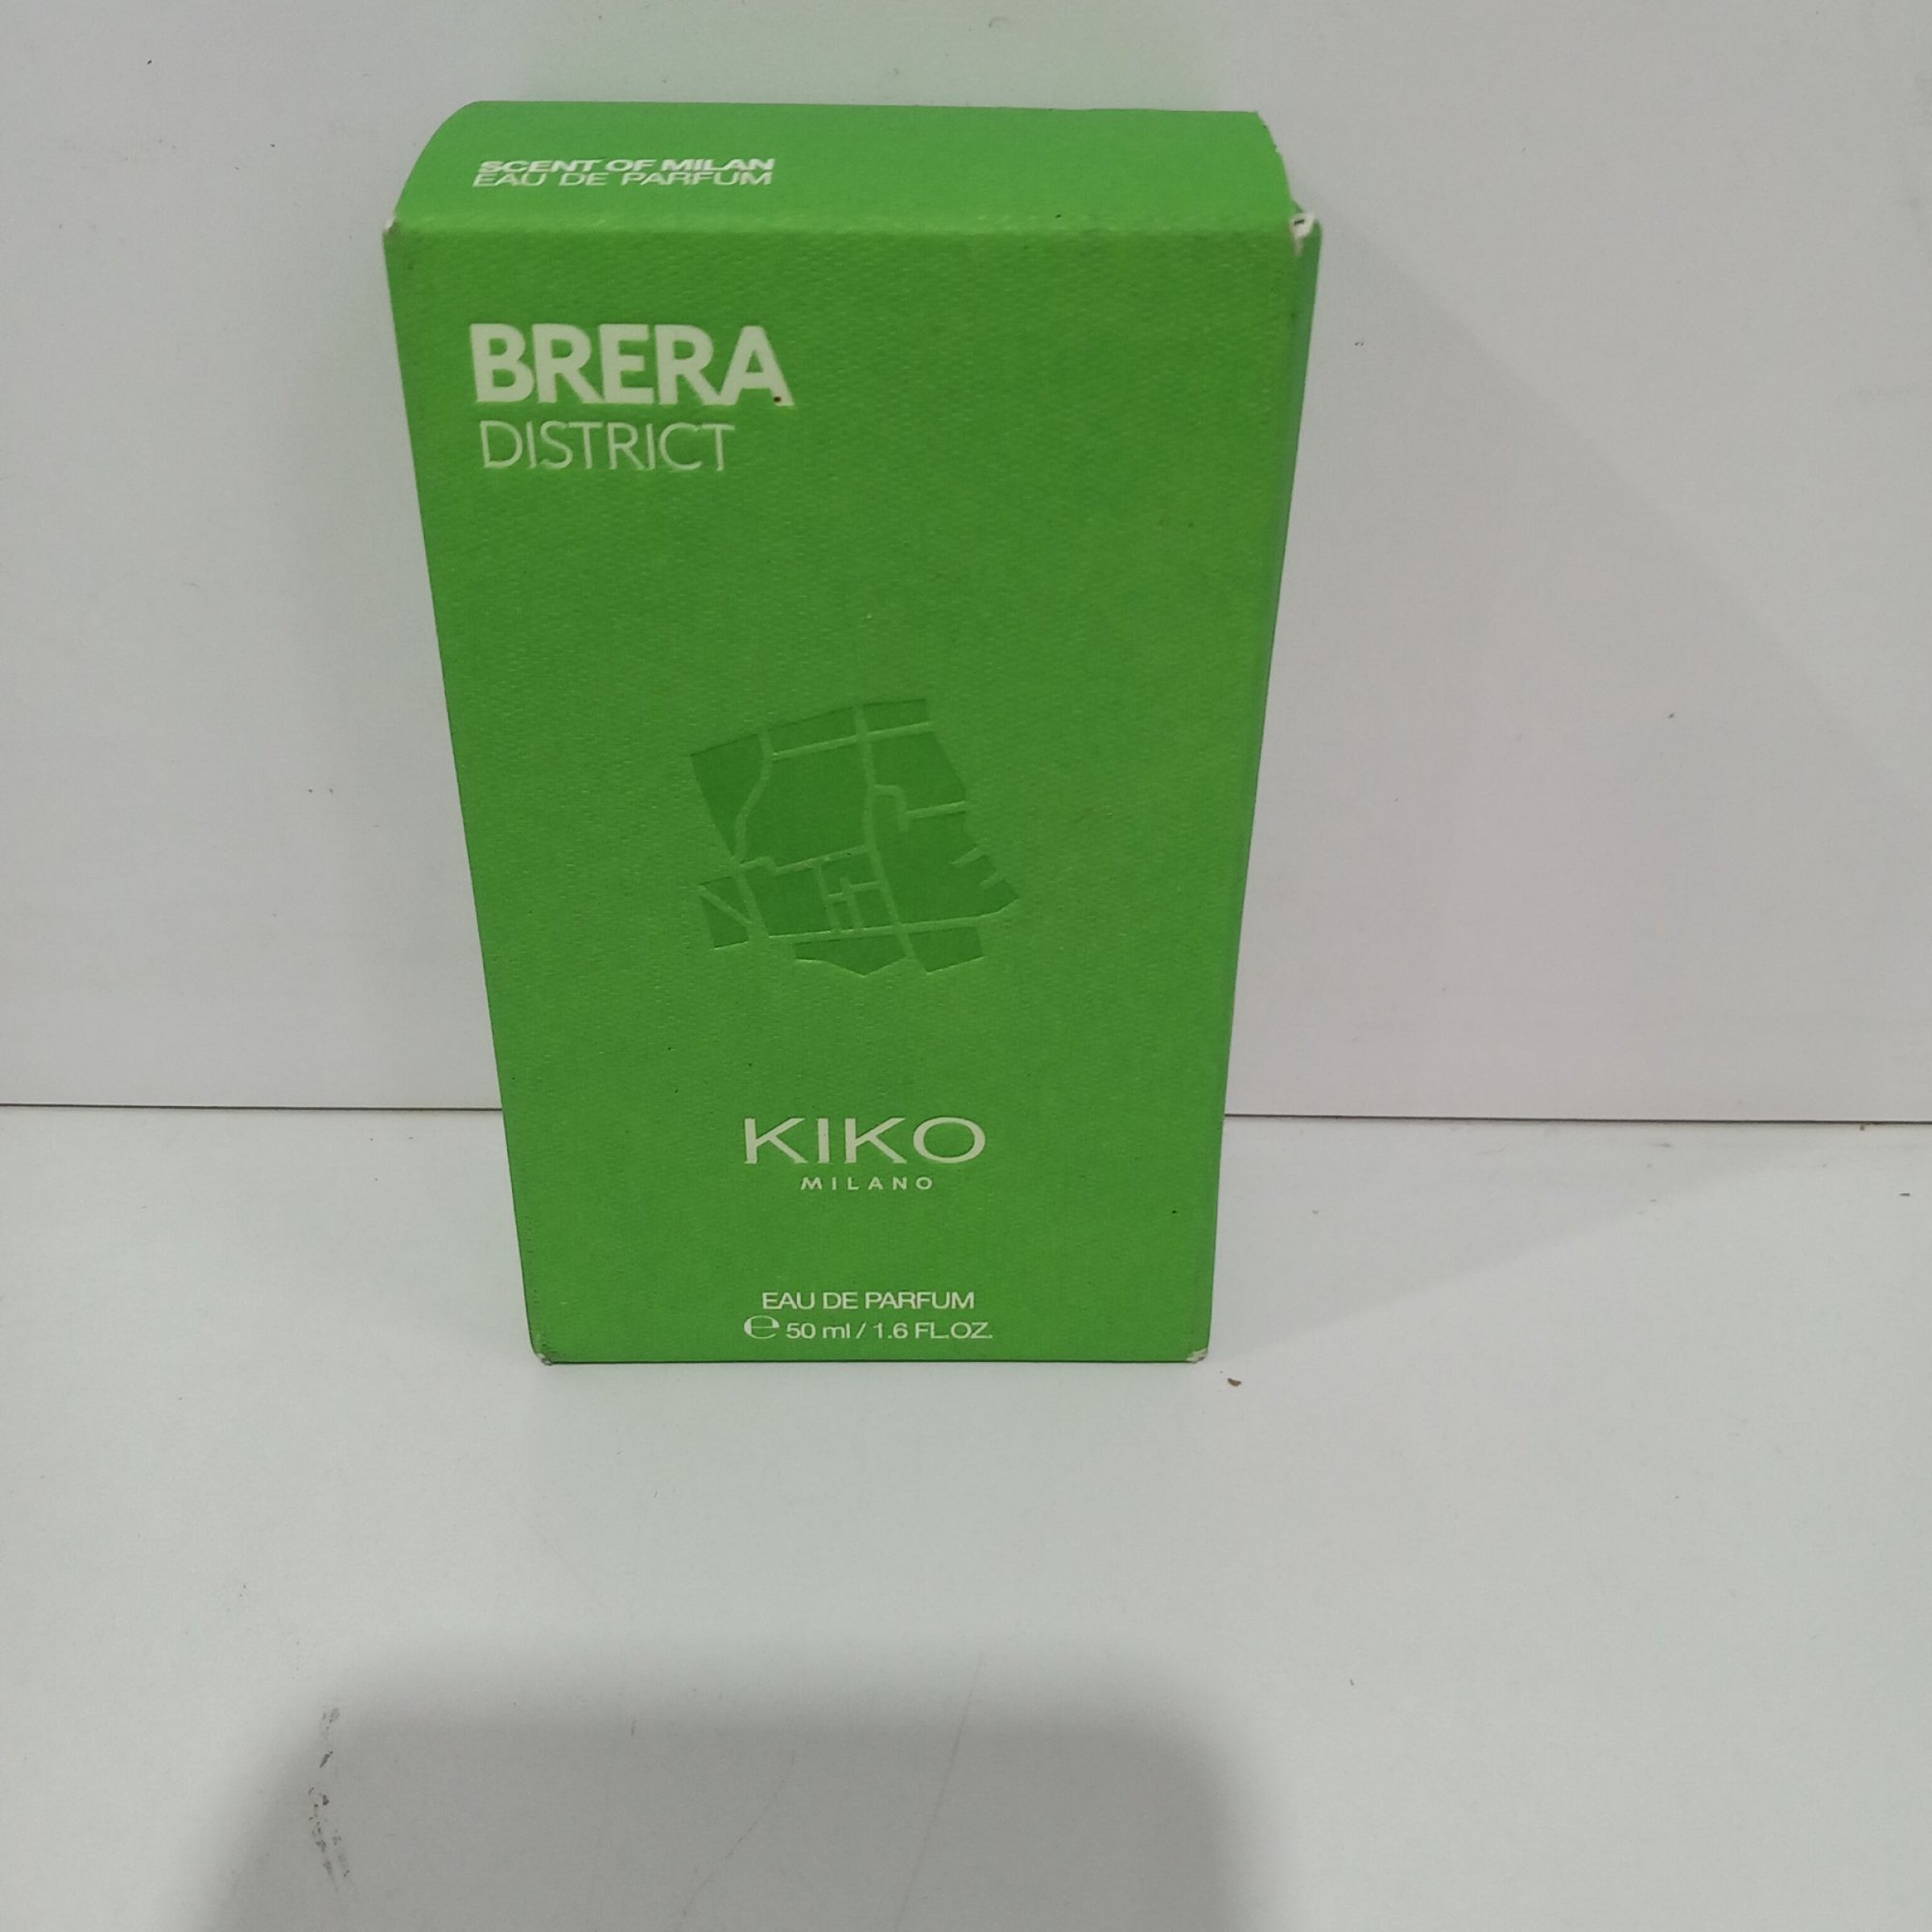 SCENT OF MILAN
EAU DE PARFUM
BRERA
DISTRICT
KIKO
MILANO
EAU DE PARFUM
℮ 50 ml / 1.6 FL.OZ.